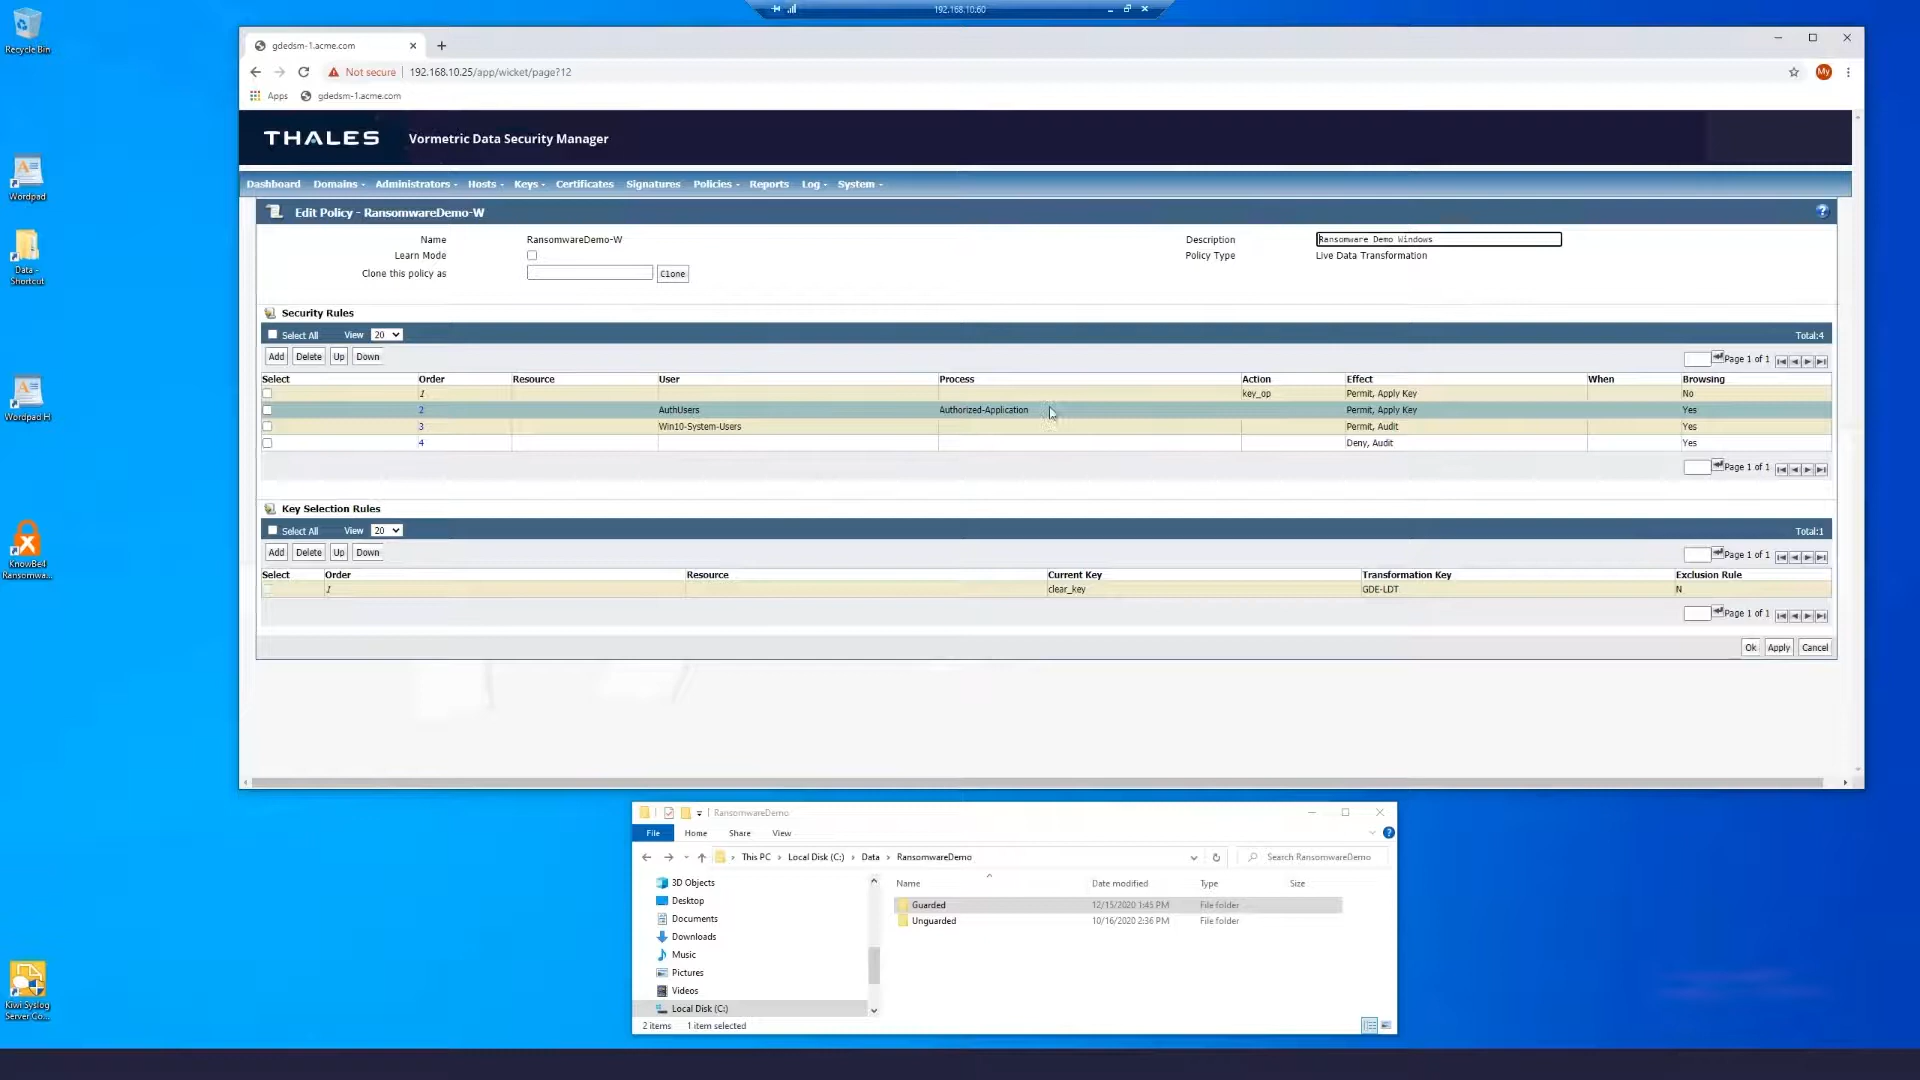 192.168.10.60
Recycle Bin
Wordpad
Data - Shortcut
Wordpad H
KnowBe4 Ransomwa...
Kiwi Syslog Server Co...
gdedsm-1.acme.com
Not secure 192.168.10.25/app/wicket/page?12
My
Apps gdedsm-1.acme.com
THALES Vormetric Data Security Manager
Dashboard Domains Administrators Hosts Keys Certificates Signatures Policies Reports Log System
Edit Policy - RansomwareDemo-W
Name RansomwareDemo-W Description Ransomware Demo Windows
Learn Mode Policy Type Live Data Transformation
Clone this policy as Clone
Security Rules
Select All View 20 Total:4
Add Delete Up Down Page 1 of 1
Select Order Resource User Process Action Effect When Browsing
1 key_op Permit, Apply Key No
2 AuthUsers Authorized-Application Permit, Apply Key Yes
3 Win10-System-Users Permit, Audit Yes
4 Deny, Audit Yes
Page 1 of 1
Key Selection Rules
Select All View 20 Total:1
Add Delete Up Down Page 1 of 1
Select Order Resource Current Key Transformation Key Exclusion Rule
1 clear_key GDE-LDT N
Page 1 of 1
Ok Apply Cancel
RansomwareDemo
File Home Share View
This PC Local Disk (C:) Data RansomwareDemo Search RansomwareDemo
3D Objects
Desktop
Documents
Downloads
Music
Pictures
Videos
Local Disk (C:)
Name Date modified Type Size
Guarded 12/15/2020 1:45 PM File folder
Unguarded 10/16/2020 2:36 PM File folder
2 items 1 item selected